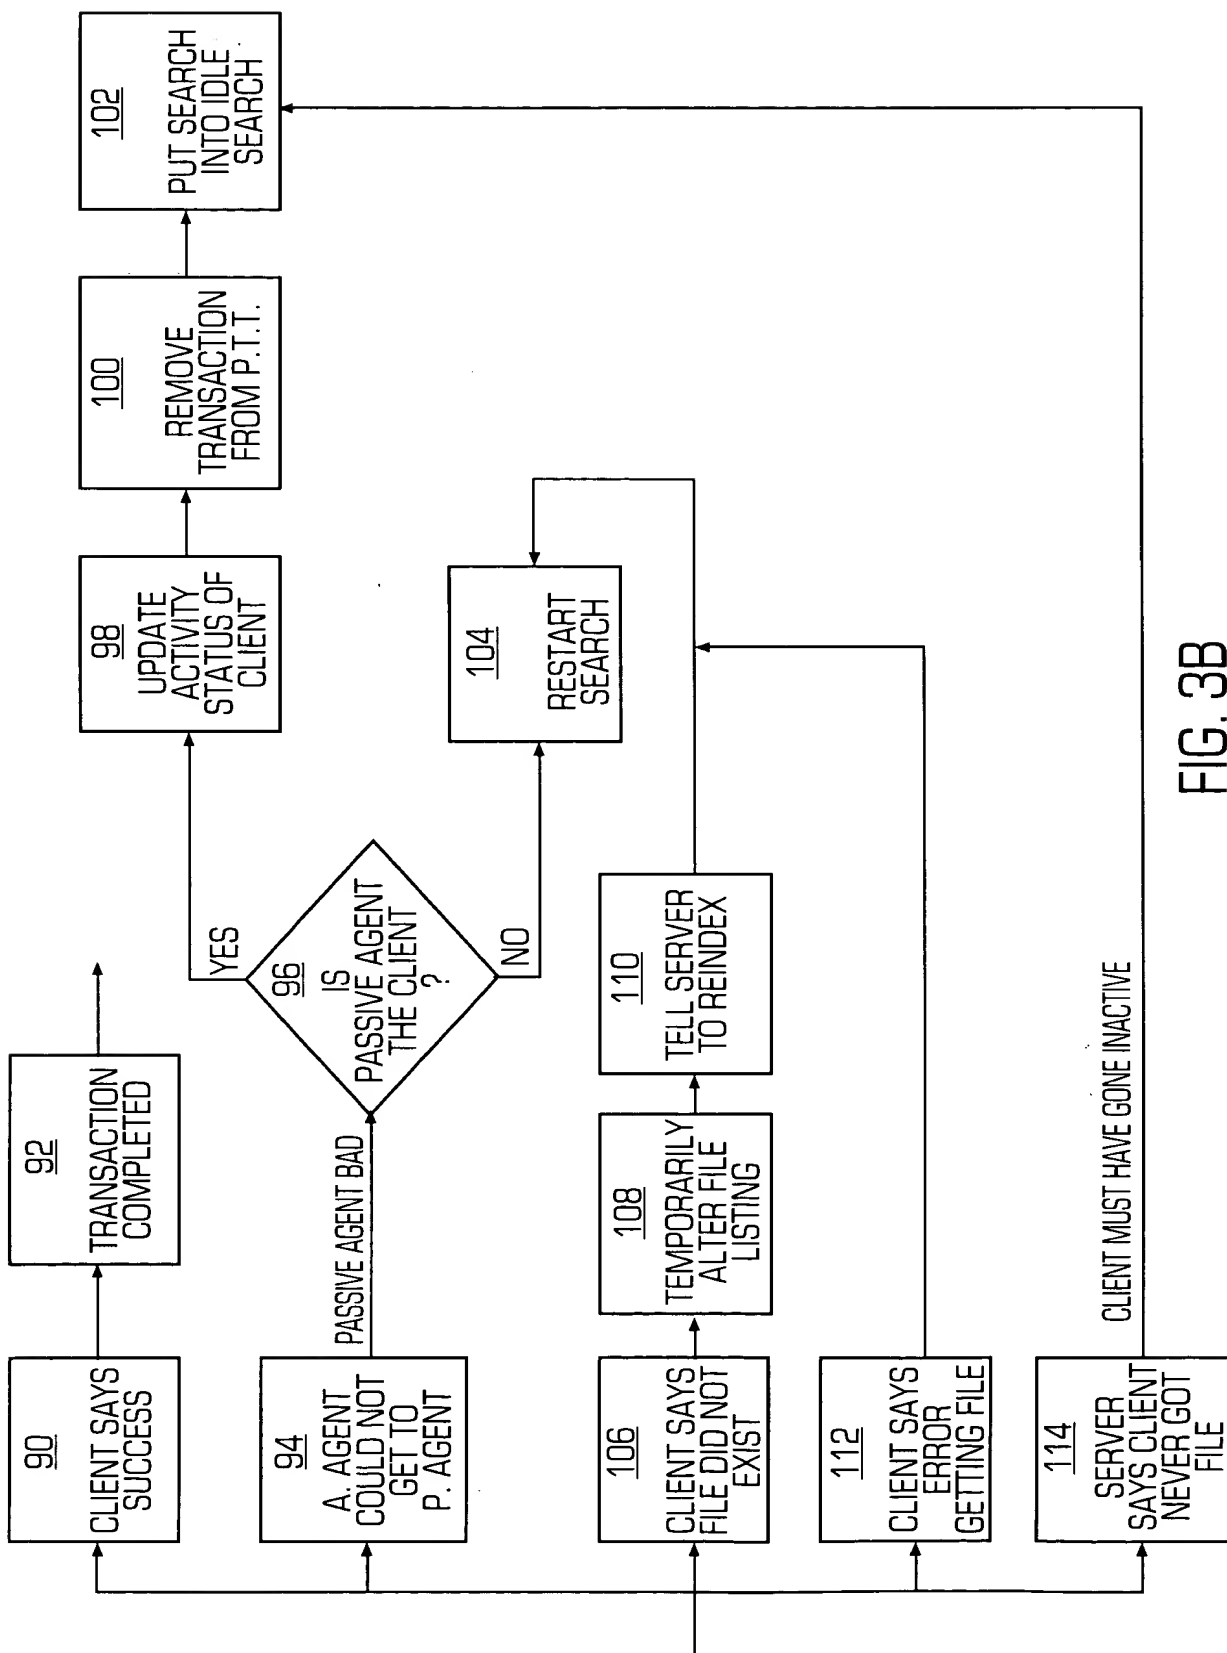 90
CLIENT SAYS
SUCCESS
92
TRANSACTION
COMPLETED
94
A. AGENT
COULD NOT
GET TO
P. AGENT
PASSIVE AGENT BAD
96
IS
PASSIVE AGENT
THE CLIENT
?
YES
NO
98
UPDATE
ACTIVITY
STATUS OF
CLIENT
100
REMOVE
TRANSACTION
FROM P.T.T.
102
PUT SEARCH
INTO IDLE
SEARCH
104
RESTART
SEARCH
106
CLIENT SAYS
FILE DID NOT
EXIST
108
TEMPORARILY
ALTER FILE
LISTING
110
TELL SERVER
TO REINDEX
112
CLIENT SAYS
ERROR
GETTING FILE
114
SERVER
SAYS CLIENT
NEVER GOT
FILE
CLIENT MUST HAVE GONE INACTIVE
FIG. 3B